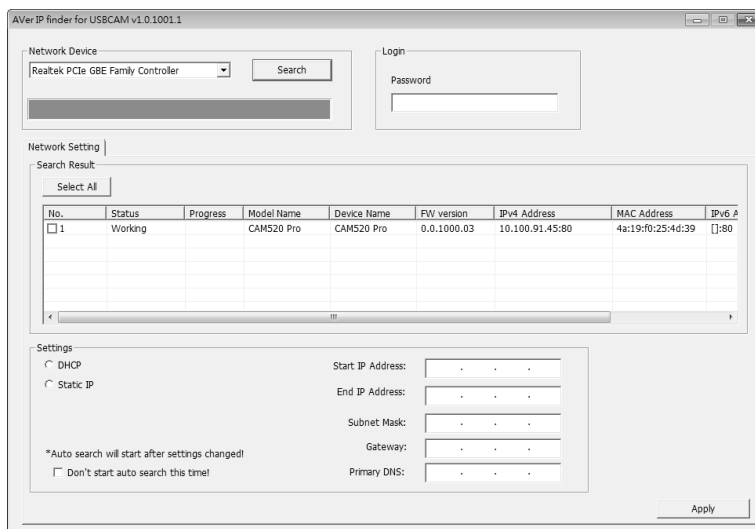 AVer IP finder for USBCAM v1.0.1001.1
Network Device
Realtek PCIe GBE Family Controller
Search
Login
Password
Network Setting
Search Result
Select All
No. Status Progress Model Name Device Name FW version IPv4 Address MAC Address IPv6 A
1 Working CAM520 Pro CAM520 Pro 0.0.1000.03 10.100.91.45:80 4a:19:f0:25:4d:39 []:80
Settings
DHCP
Static IP
*Auto search will start after settings changed!
Don't start auto search this time!
Start IP Address:
End IP Address:
Subnet Mask:
Gateway:
Primary DNS:
Apply